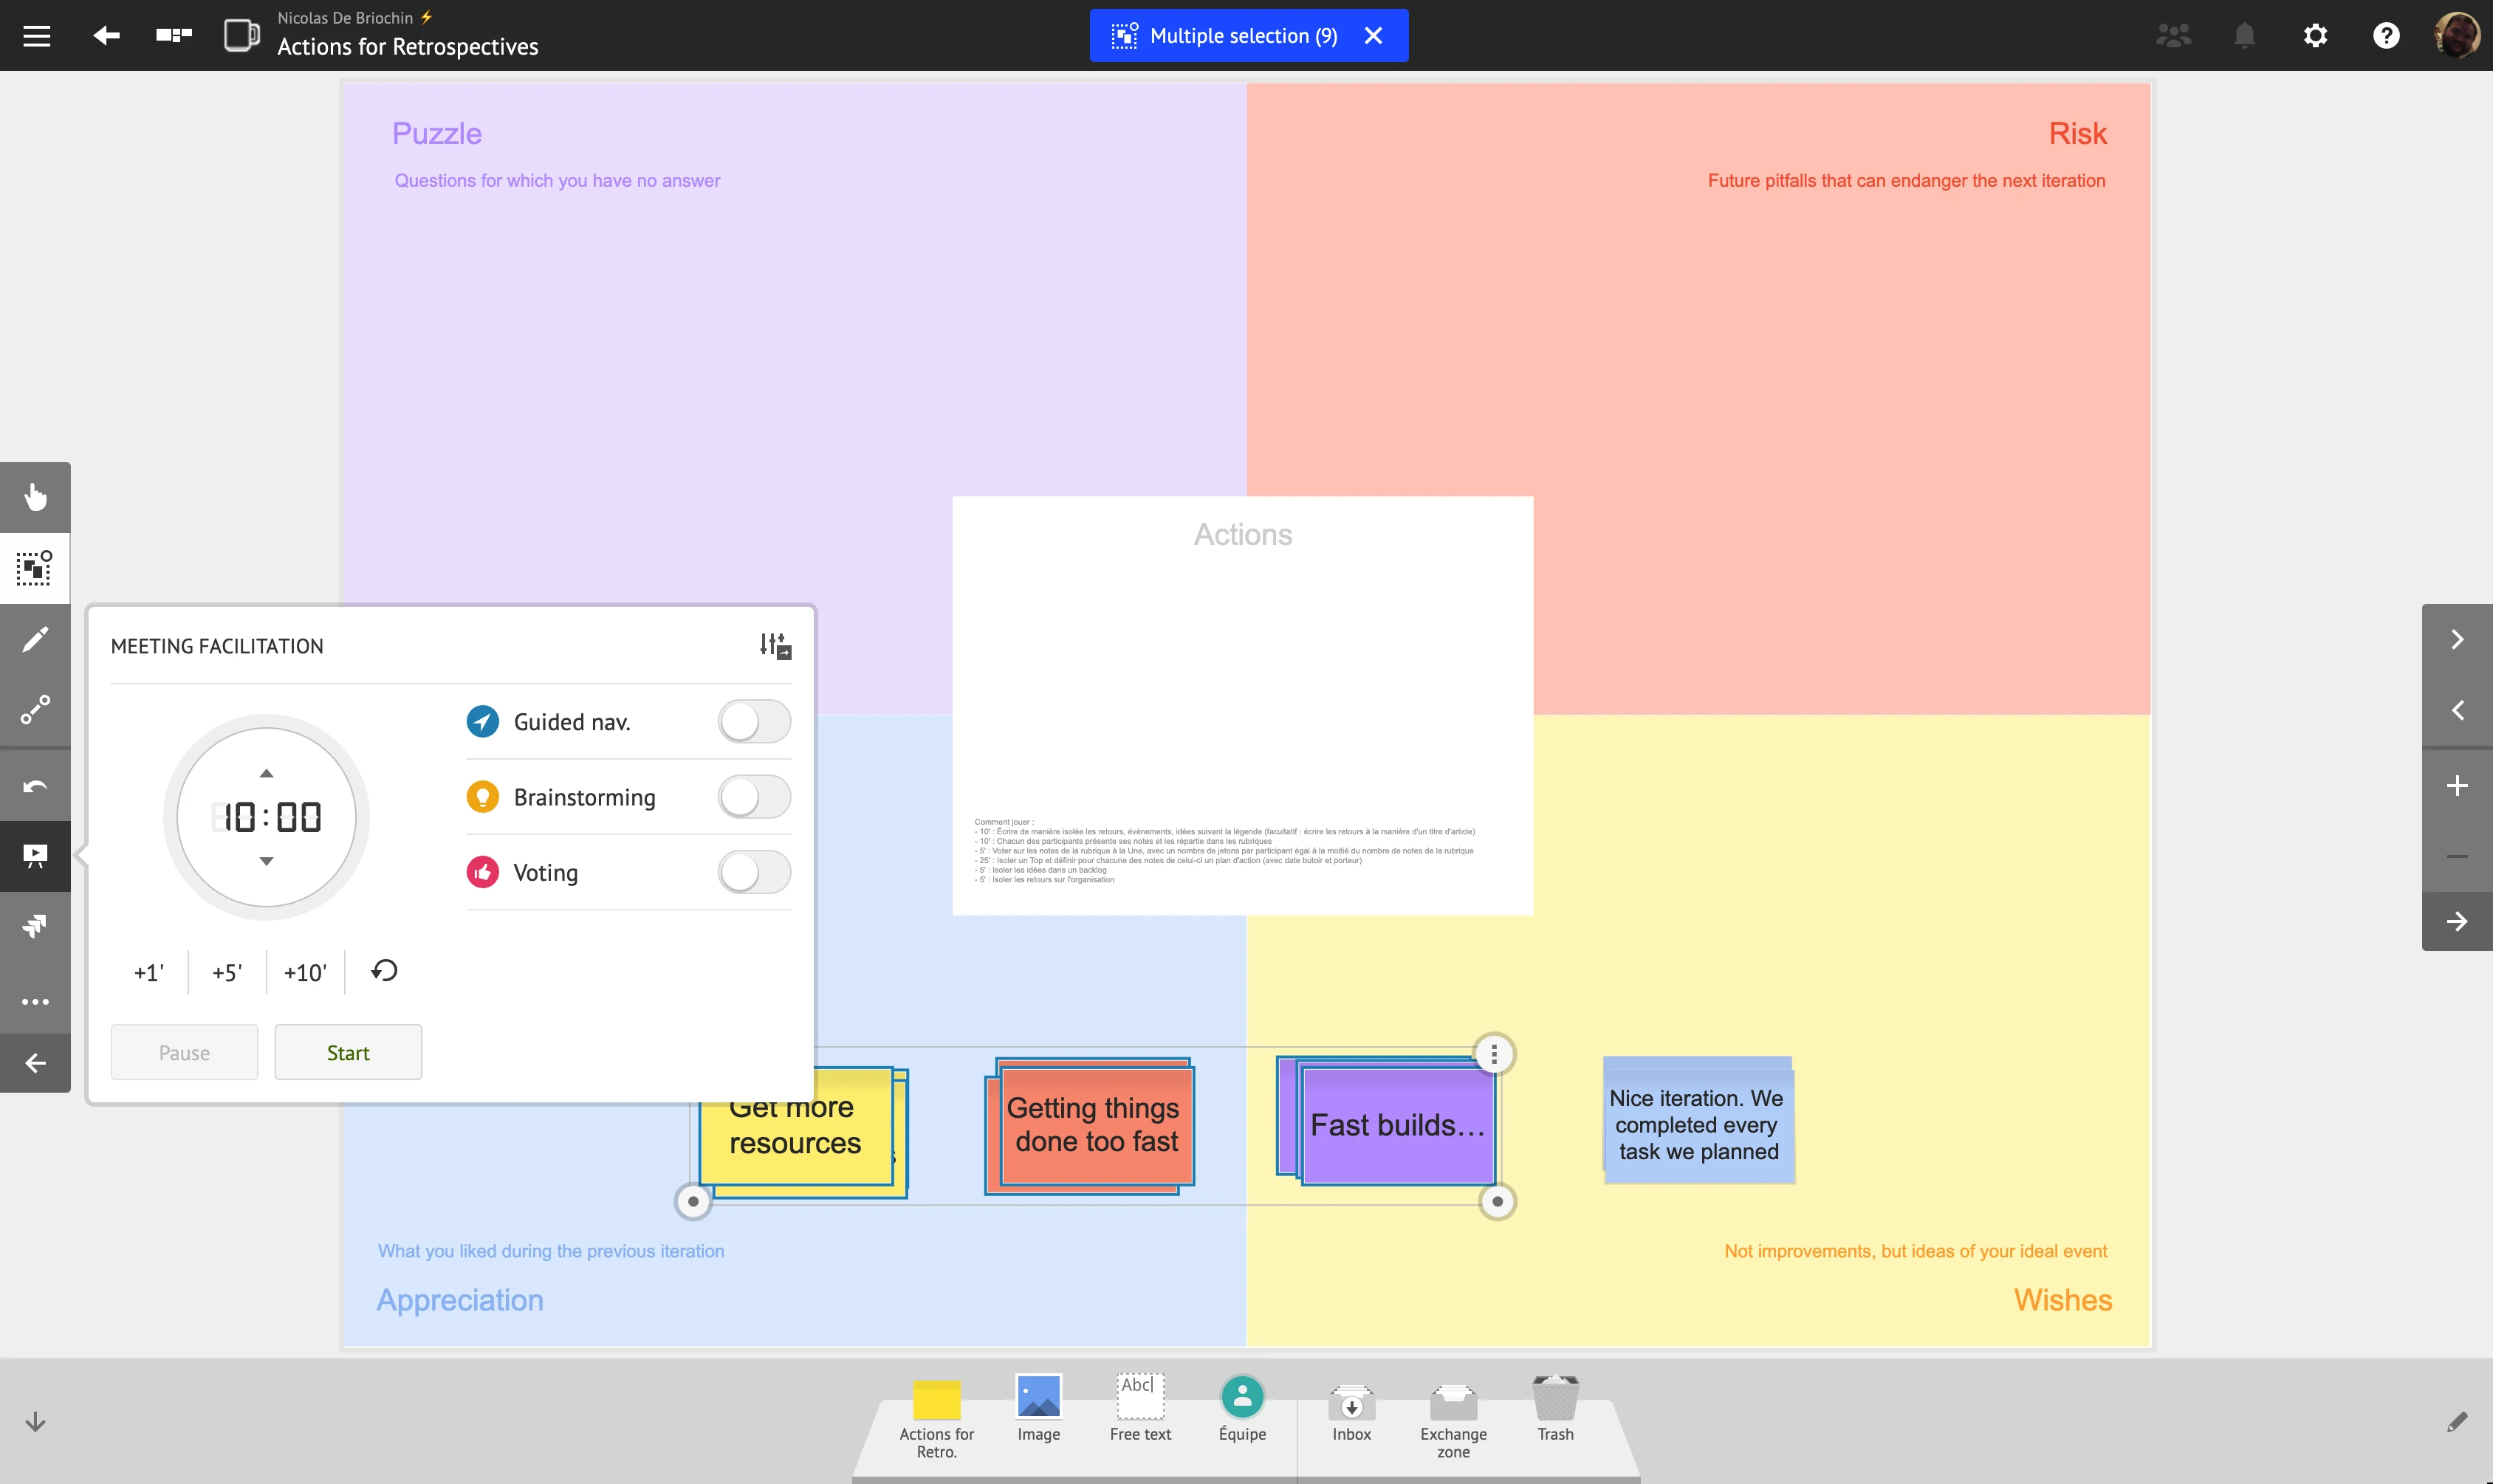 Nicolas De Briochin ⚡
Actions for Retrospectives
Multiple selection (9)
Puzzle
Questions for which you have no answer
Risk
Future pitfalls that can endanger the next iteration
Actions
Comment jouer :
- 10' : Écrire de manière isolée les retours, événements, idées suivant la légende (facultatif : écrire les retours à la manière d'un titre d'article)
- 10' : Chacun des participants présente ses notes et les répartie dans les rubriques
- 5' : Voter sur les notes de la rubrique à la Une, avec un nombre de jetons par participant égal à la moitié du nombre de notes de la rubrique
- 25' : Isoler un Top et définir pour chacune des notes de celui-ci un plan d'action (avec date butoir et porteur)
- 5' : Isoler les idées dans un backlog
- 5' : Isoler les retours sur l'organisation
MEETING FACILITATION
Guided nav.
Brainstorming
Voting
10:00
+1'
+5'
+10'
Pause
Start
Get more
resources
Getting things
done too fast
Fast builds...
Nice iteration. We
completed every
task we planned
What you liked during the previous iteration
Appreciation
Not improvements, but ideas of your ideal event
Wishes
Abc
Actions for
Retro.
Image
Free text
Équipe
Inbox
Exchange
zone
Trash